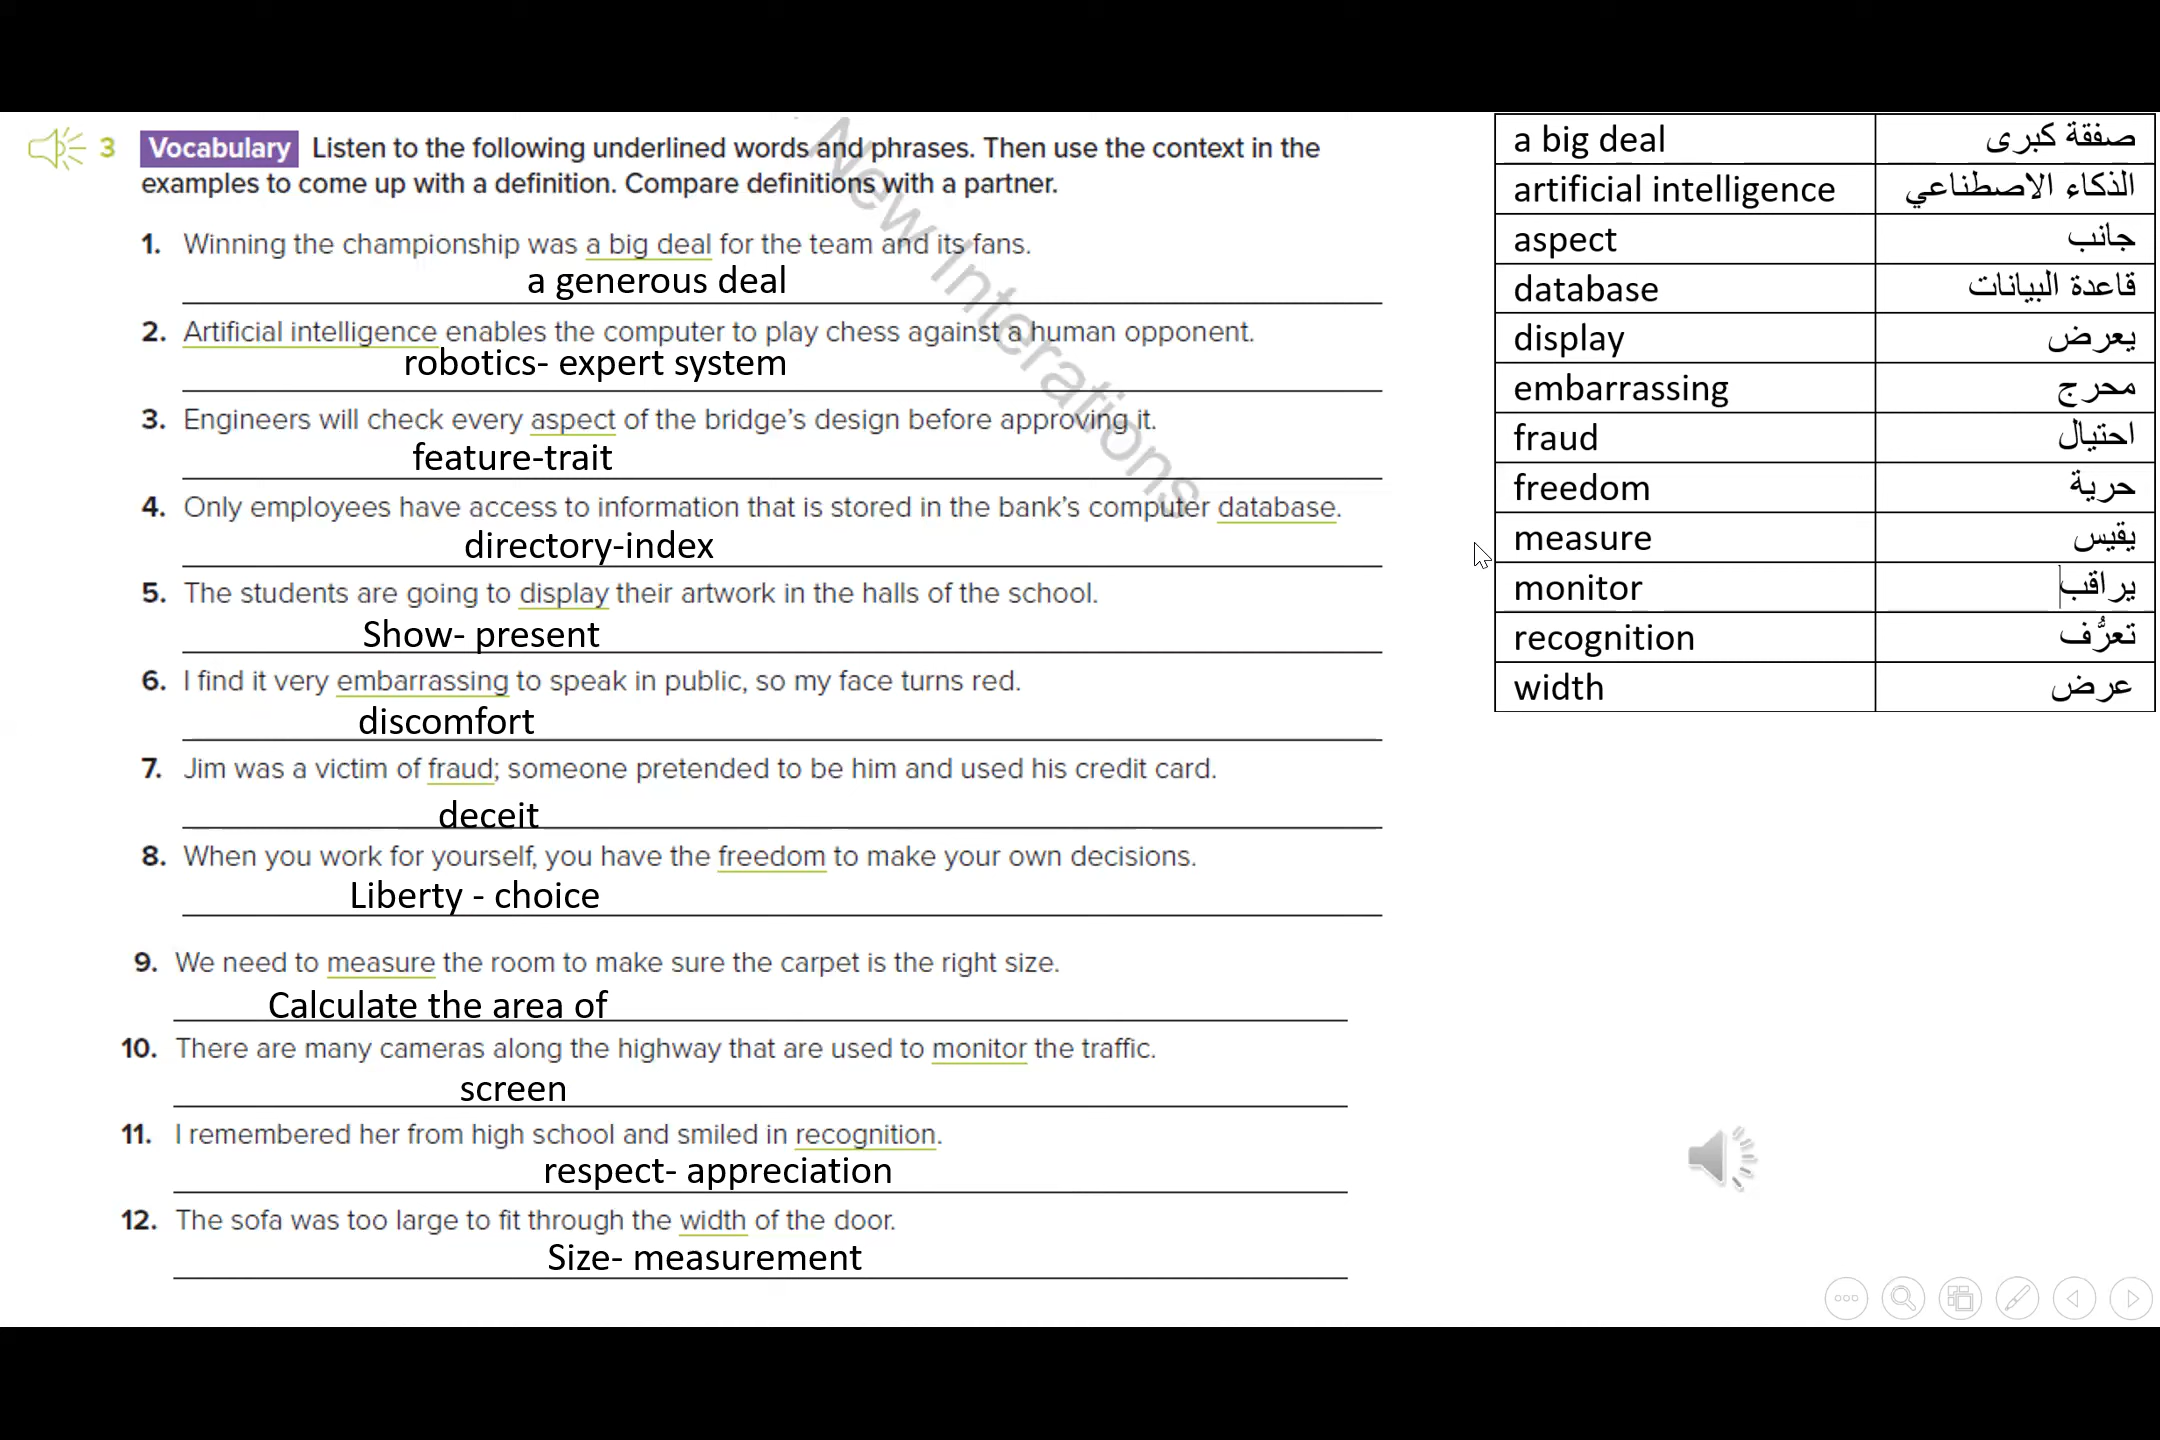 3 Vocabulary Listen to the following underlined words and phrases. Then use the context in the
examples to come up with a definition. Compare definitions with a partner.
1. Winning the championship was a big deal for the team and its fans.
a generous deal
2. Artificial intelligence enables the computer to play chess against a human opponent.
robotics- expert system
3. Engineers will check every aspect of the bridge's design before approving it.
feature-trait
4. Only employees have access to information that is stored in the bank's computer database.
directory-index
5. The students are going to display their artwork in the halls of the school.
Show- present
6. I find it very embarrassing to speak in public, so my face turns red.
discomfort
7. Jim was a victim of fraud; someone pretended to be him and used his credit card.
deceit
8. When you work for yourself, you have the freedom to make your own decisions.
Liberty - choice
9. We need to measure the room to make sure the carpet is the right size.
Calculate the area of
10. There are many cameras along the highway that are used to monitor the traffic.
screen
11. I remembered her from high school and smiled in recognition.
respect- appreciation
12. The sofa was too large to fit through the width of the door.
Size- measurement
New Interations
a big deal صفقة كبرى
artificial intelligence الذكاء الاصطناعي
aspect جانب
database قاعدة البيانات
display يعرض
embarrassing محرج
fraud احتيال
freedom حرية
measure يقيس
monitor يراقب
recognition تعرُّف
width عرض